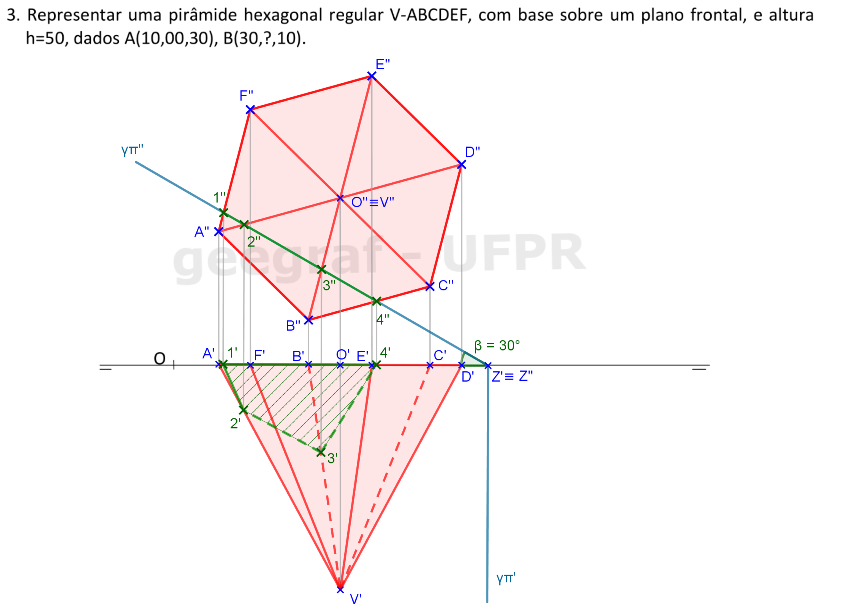 3. Representar uma pirâmide hexagonal regular V-ABCDEF, com base sobre um plano frontal, e altura
h=50, dados A(10,00,30), B(30,?,10).
E"
F"
γπ"
D"
1"
O"≡V"
A"
2"
geegraf - UFPR
3"
C"
B"
4"
β = 30°
O
A'
1'
F'
B'
O'
E'
4'
C'
D'
Z'≡ Z"
2'
3'
γπ'
V'